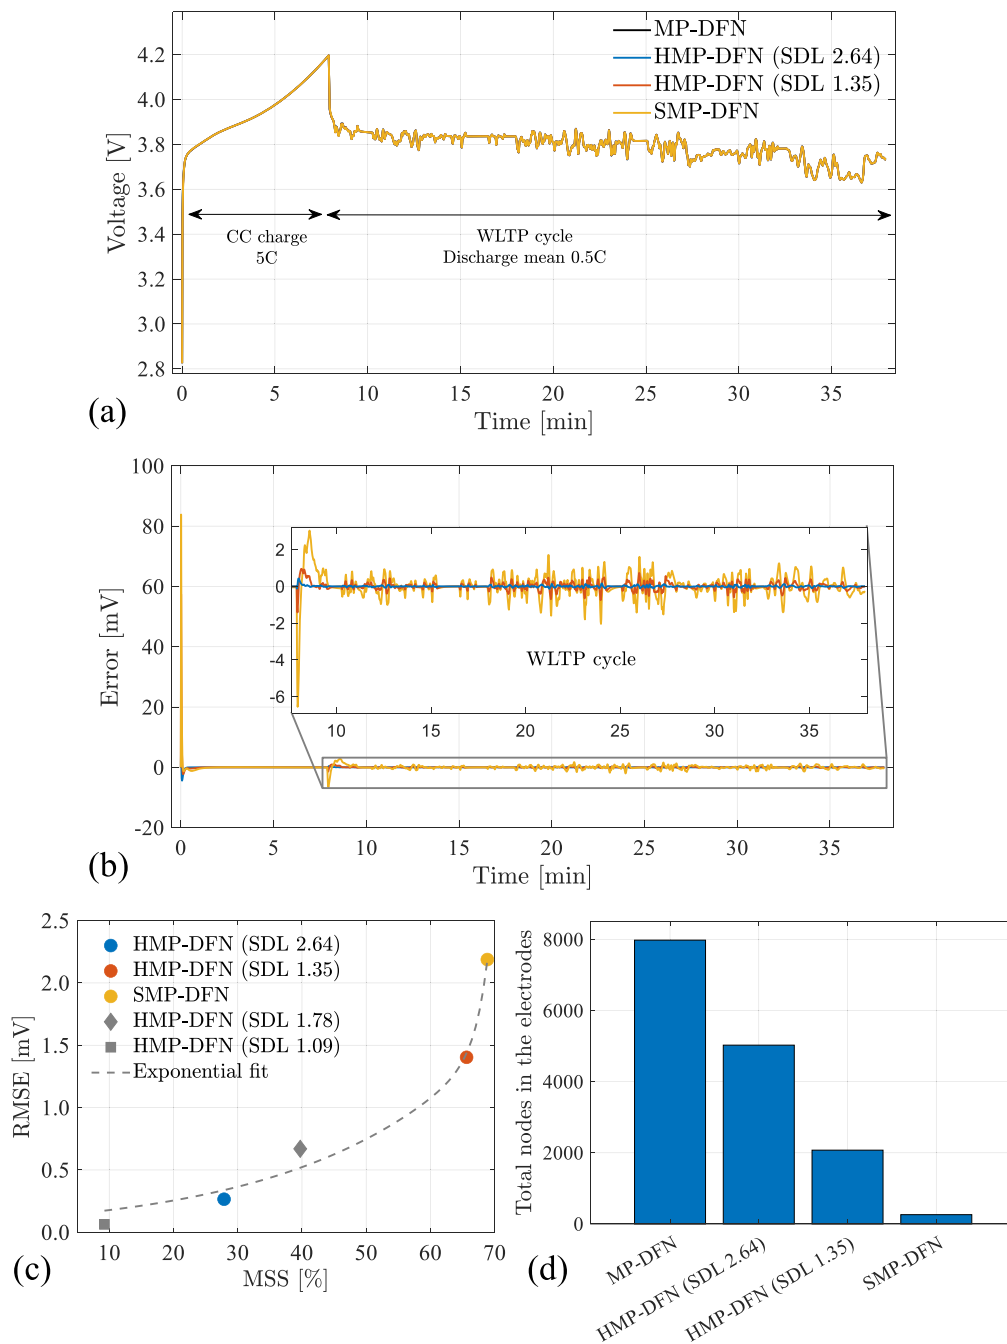 MP-DFN
HMP-DFN (SDL 2.64)
HMP-DFN (SDL 1.35)
SMP-DFN
4.2
4.0
3.8
3.6
3.4
3.2
3.0
2.8
Voltage [V]
CC charge
5C
WLTP cycle
Discharge mean 0.5C
0 5 10 15 20 25 30 35
Time [min]
(a)
100
80
60
40
20
0
-20
Error [mV]
2
0
-2
-4
-6
WLTP cycle
10 15 20 25 30 35
0 5 10 15 20 25 30 35
Time [min]
(b)
2.5
2.0
1.5
1.0
0.5
0.0
RMSE [mV]
HMP-DFN (SDL 2.64)
HMP-DFN (SDL 1.35)
SMP-DFN
HMP-DFN (SDL 1.78)
HMP-DFN (SDL 1.09)
Exponential fit
10 20 30 40 50 60 70
MSS [%]
(c)
8000
6000
4000
2000
0
Total nodes in the electrodes
MP-DFN
HMP-DFN (SDL 2.64)
HMP-DFN (SDL 1.35)
SMP-DFN
(d)